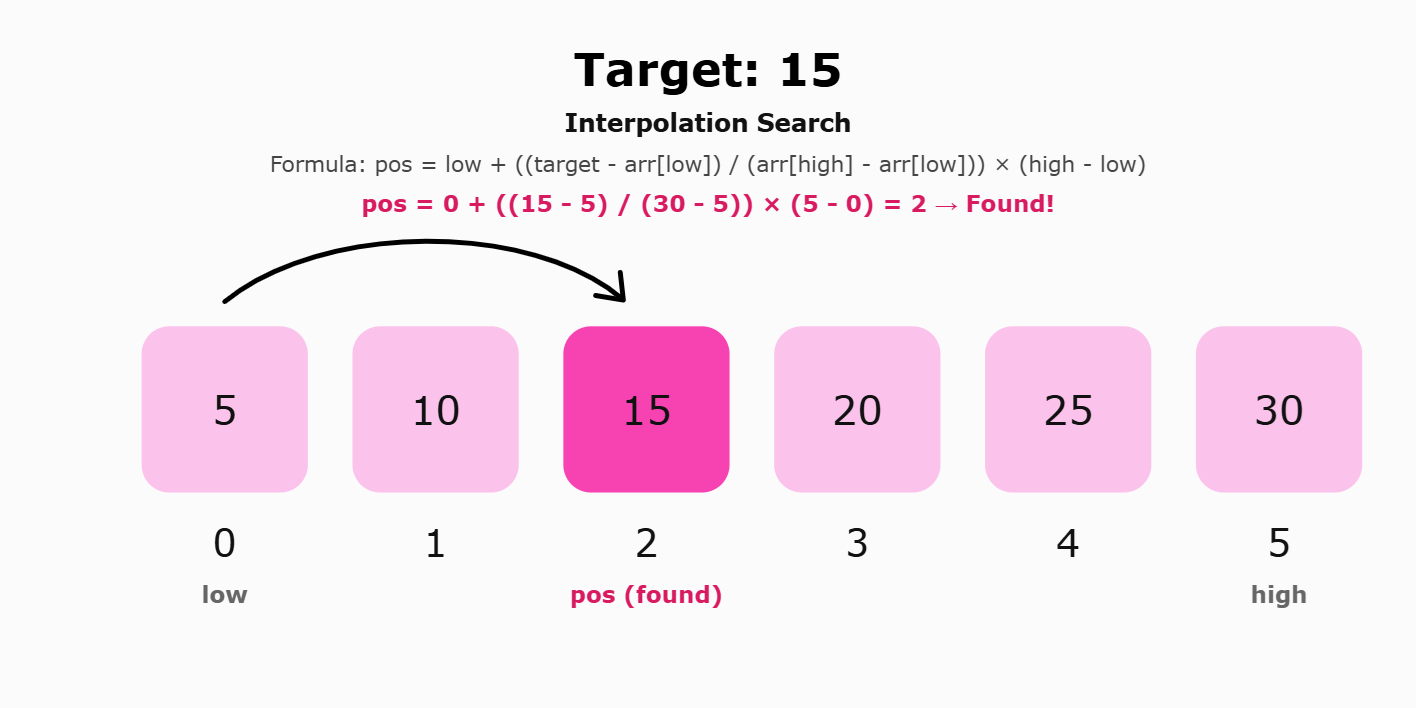 Target: 15
Interpolation Search
Formula: pos = low + ((target - arr[low]) / (arr[high] - arr[low])) × (high - low)
pos = 0 + ((15 - 5) / (30 - 5)) × (5 - 0) = 2 → Found!
5 10 15 20 25 30
0 1 2 3 4 5
low pos (found) high